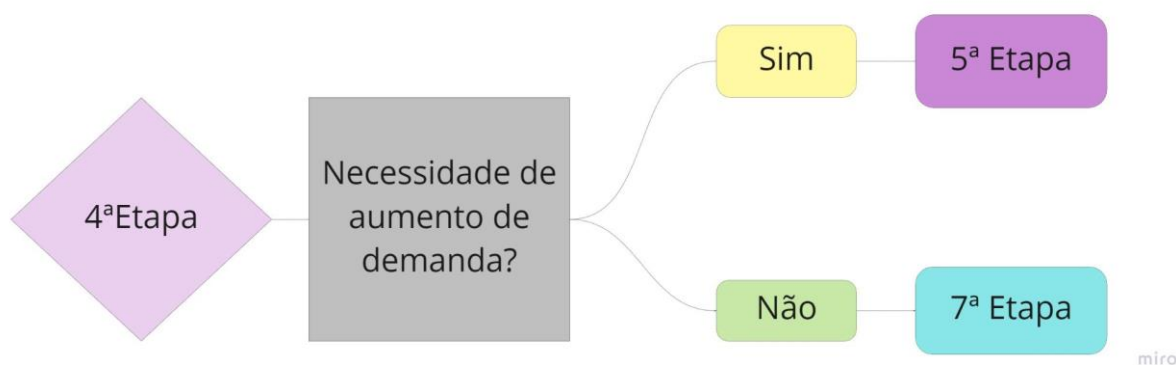 4ªEtapa
Necessidade de
aumento de
demanda?
Sim
5ª Etapa
Não
7ª Etapa
miro